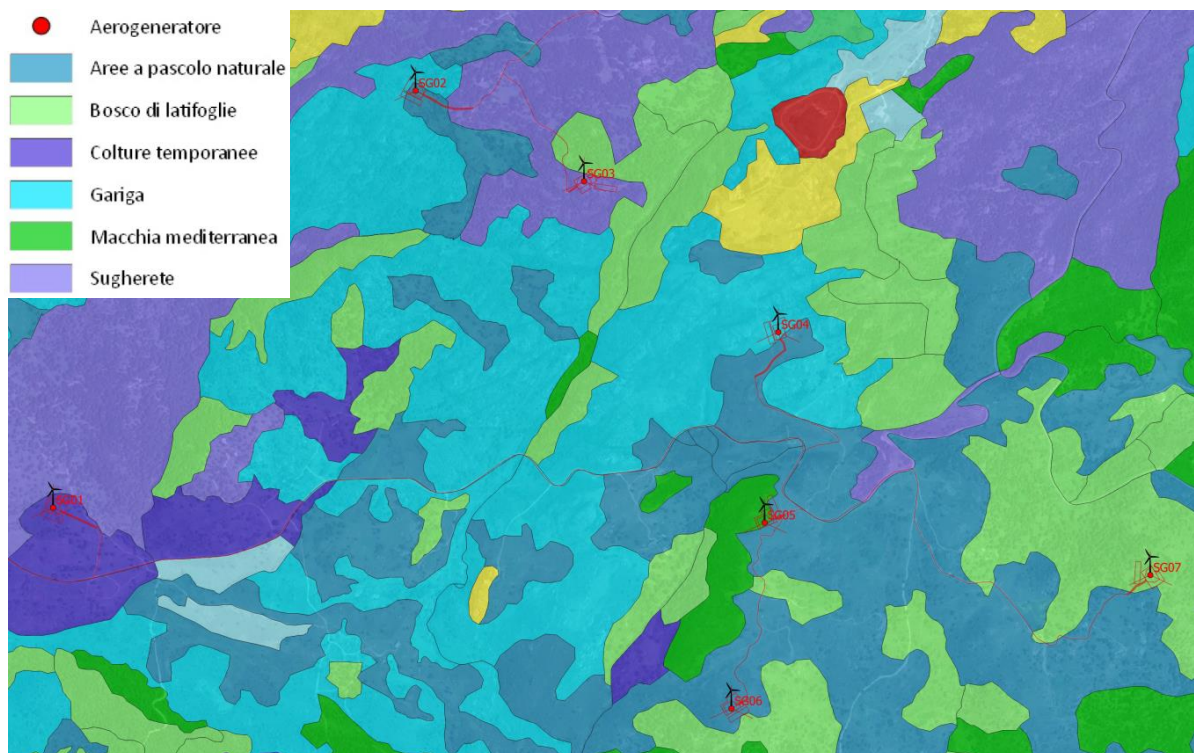 Aerogeneratore
Aree a pascolo naturale
Bosco di latifoglie
Colture temporanee
Gariga
Macchia mediterranea
Sugherete
SG02
SG03
SG04
SG01
SG05
SG07
SG06